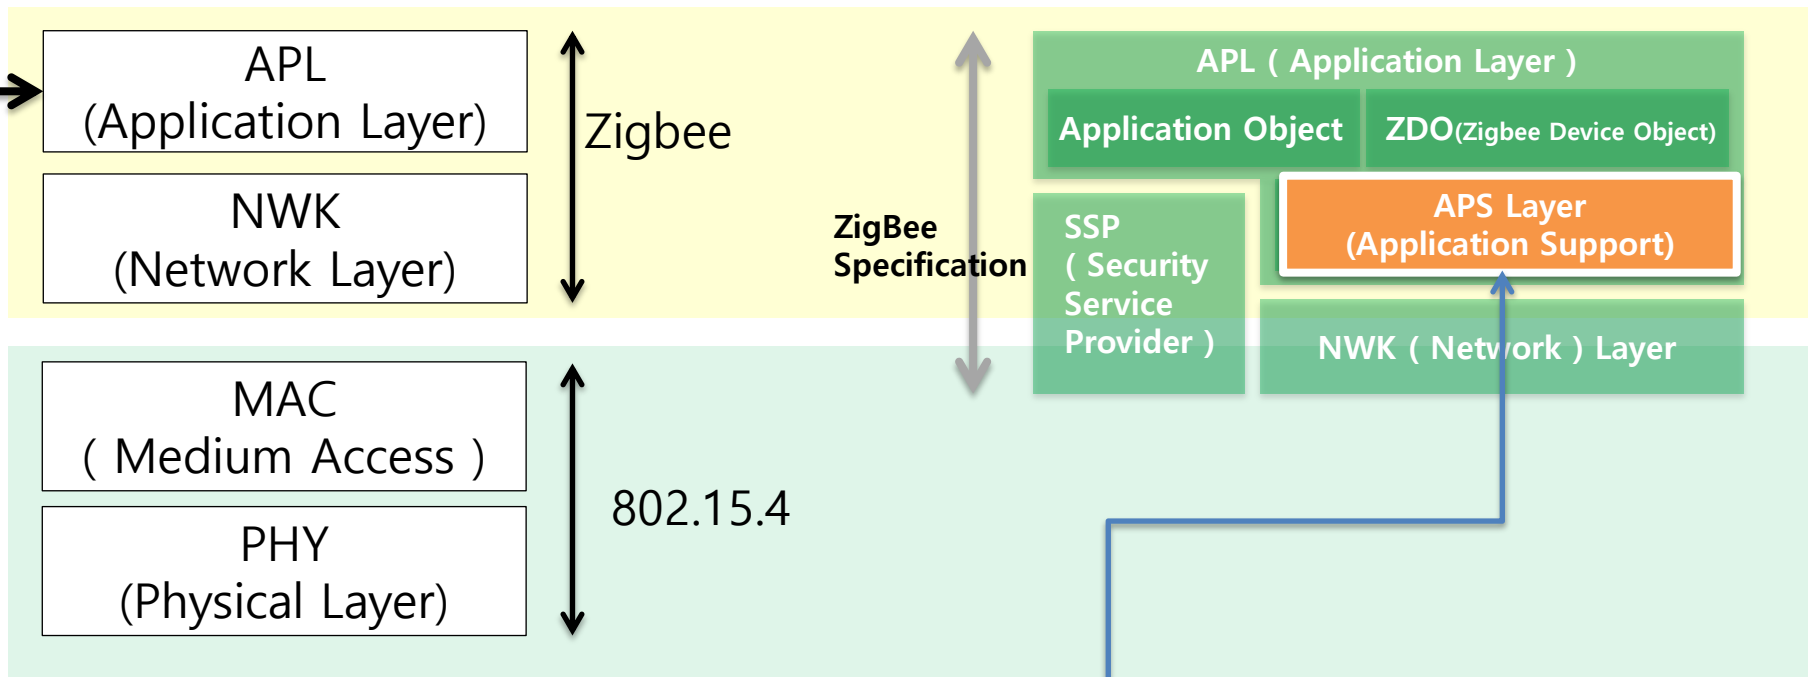 APL
(Application Layer)
NWK
(Network Layer)
Zigbee
MAC
( Medium Access )
PHY
(Physical Layer)
802.15.4
ZigBee
Specification
APL ( Application Layer )
Application Object
ZDO(Zigbee Device Object)
APS Layer
(Application Support)
SSP
( Security
Service
Provider )
NWK ( Network ) Layer